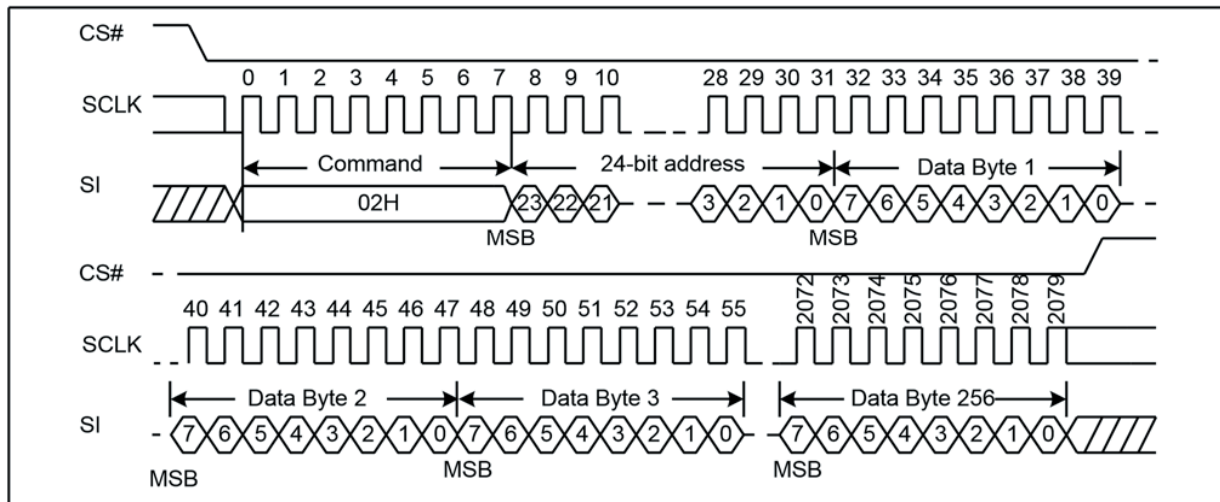 CS#
0 1 2 3 4 5 6 7 8 9 10 28 29 30 31 32 33 34 35 36 37 38 39
SCLK
Command 24-bit address Data Byte 1
SI
02H 23 22 21 3 2 1 0 7 6 5 4 3 2 1 0
MSB MSB
CS#
2072 2073 2074 2075 2076 2077 2078 2079
40 41 42 43 44 45 46 47 48 49 50 51 52 53 54 55
SCLK
Data Byte 2 Data Byte 3 Data Byte 256
SI
7 6 5 4 3 2 1 0 7 6 5 4 3 2 1 0 7 6 5 4 3 2 1 0
MSB MSB MSB